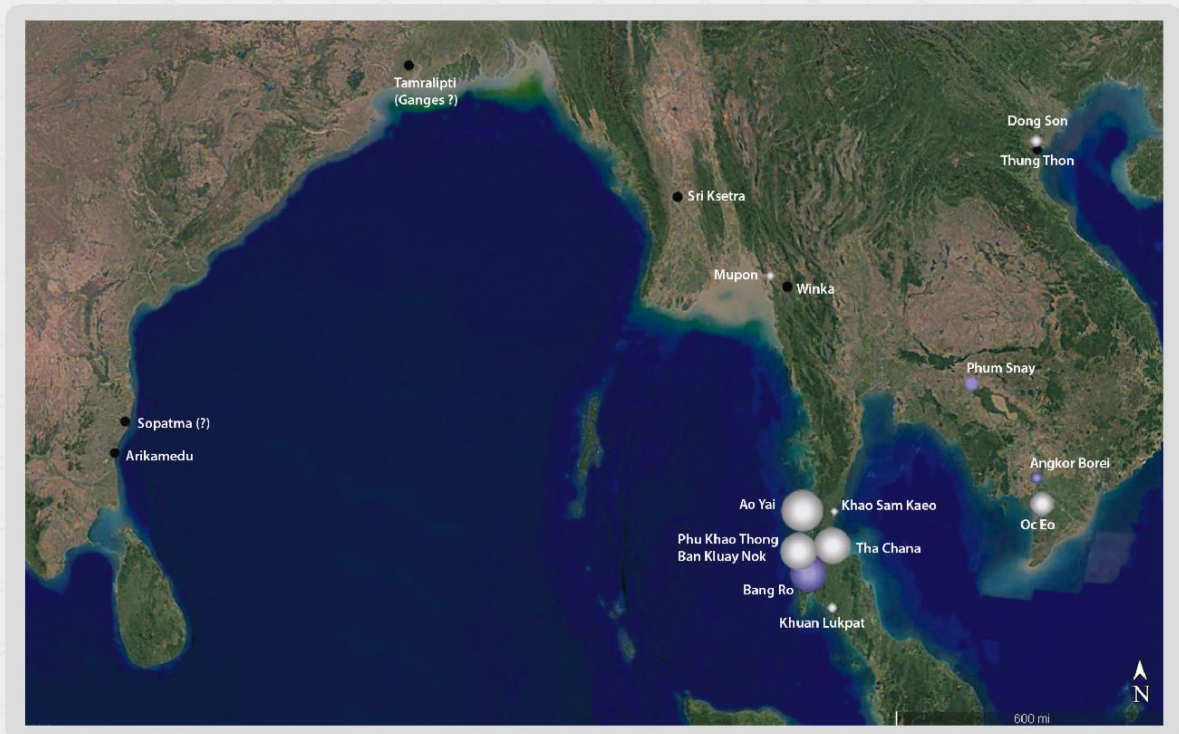 Tamralipti
(Ganges ?)
Dong Son
Thung Thon
Sri Ksetra
Mupon
Winka
Phum Snay
Sopatma (?)
Arikamedu
Angkor Borei
Oc Eo
Ao Yai
Khao Sam Kaeo
Phu Khao Thong
Ban Kluay Nok
Tha Chana
Bang Ro
Khuan Lukpat
N
600 mi